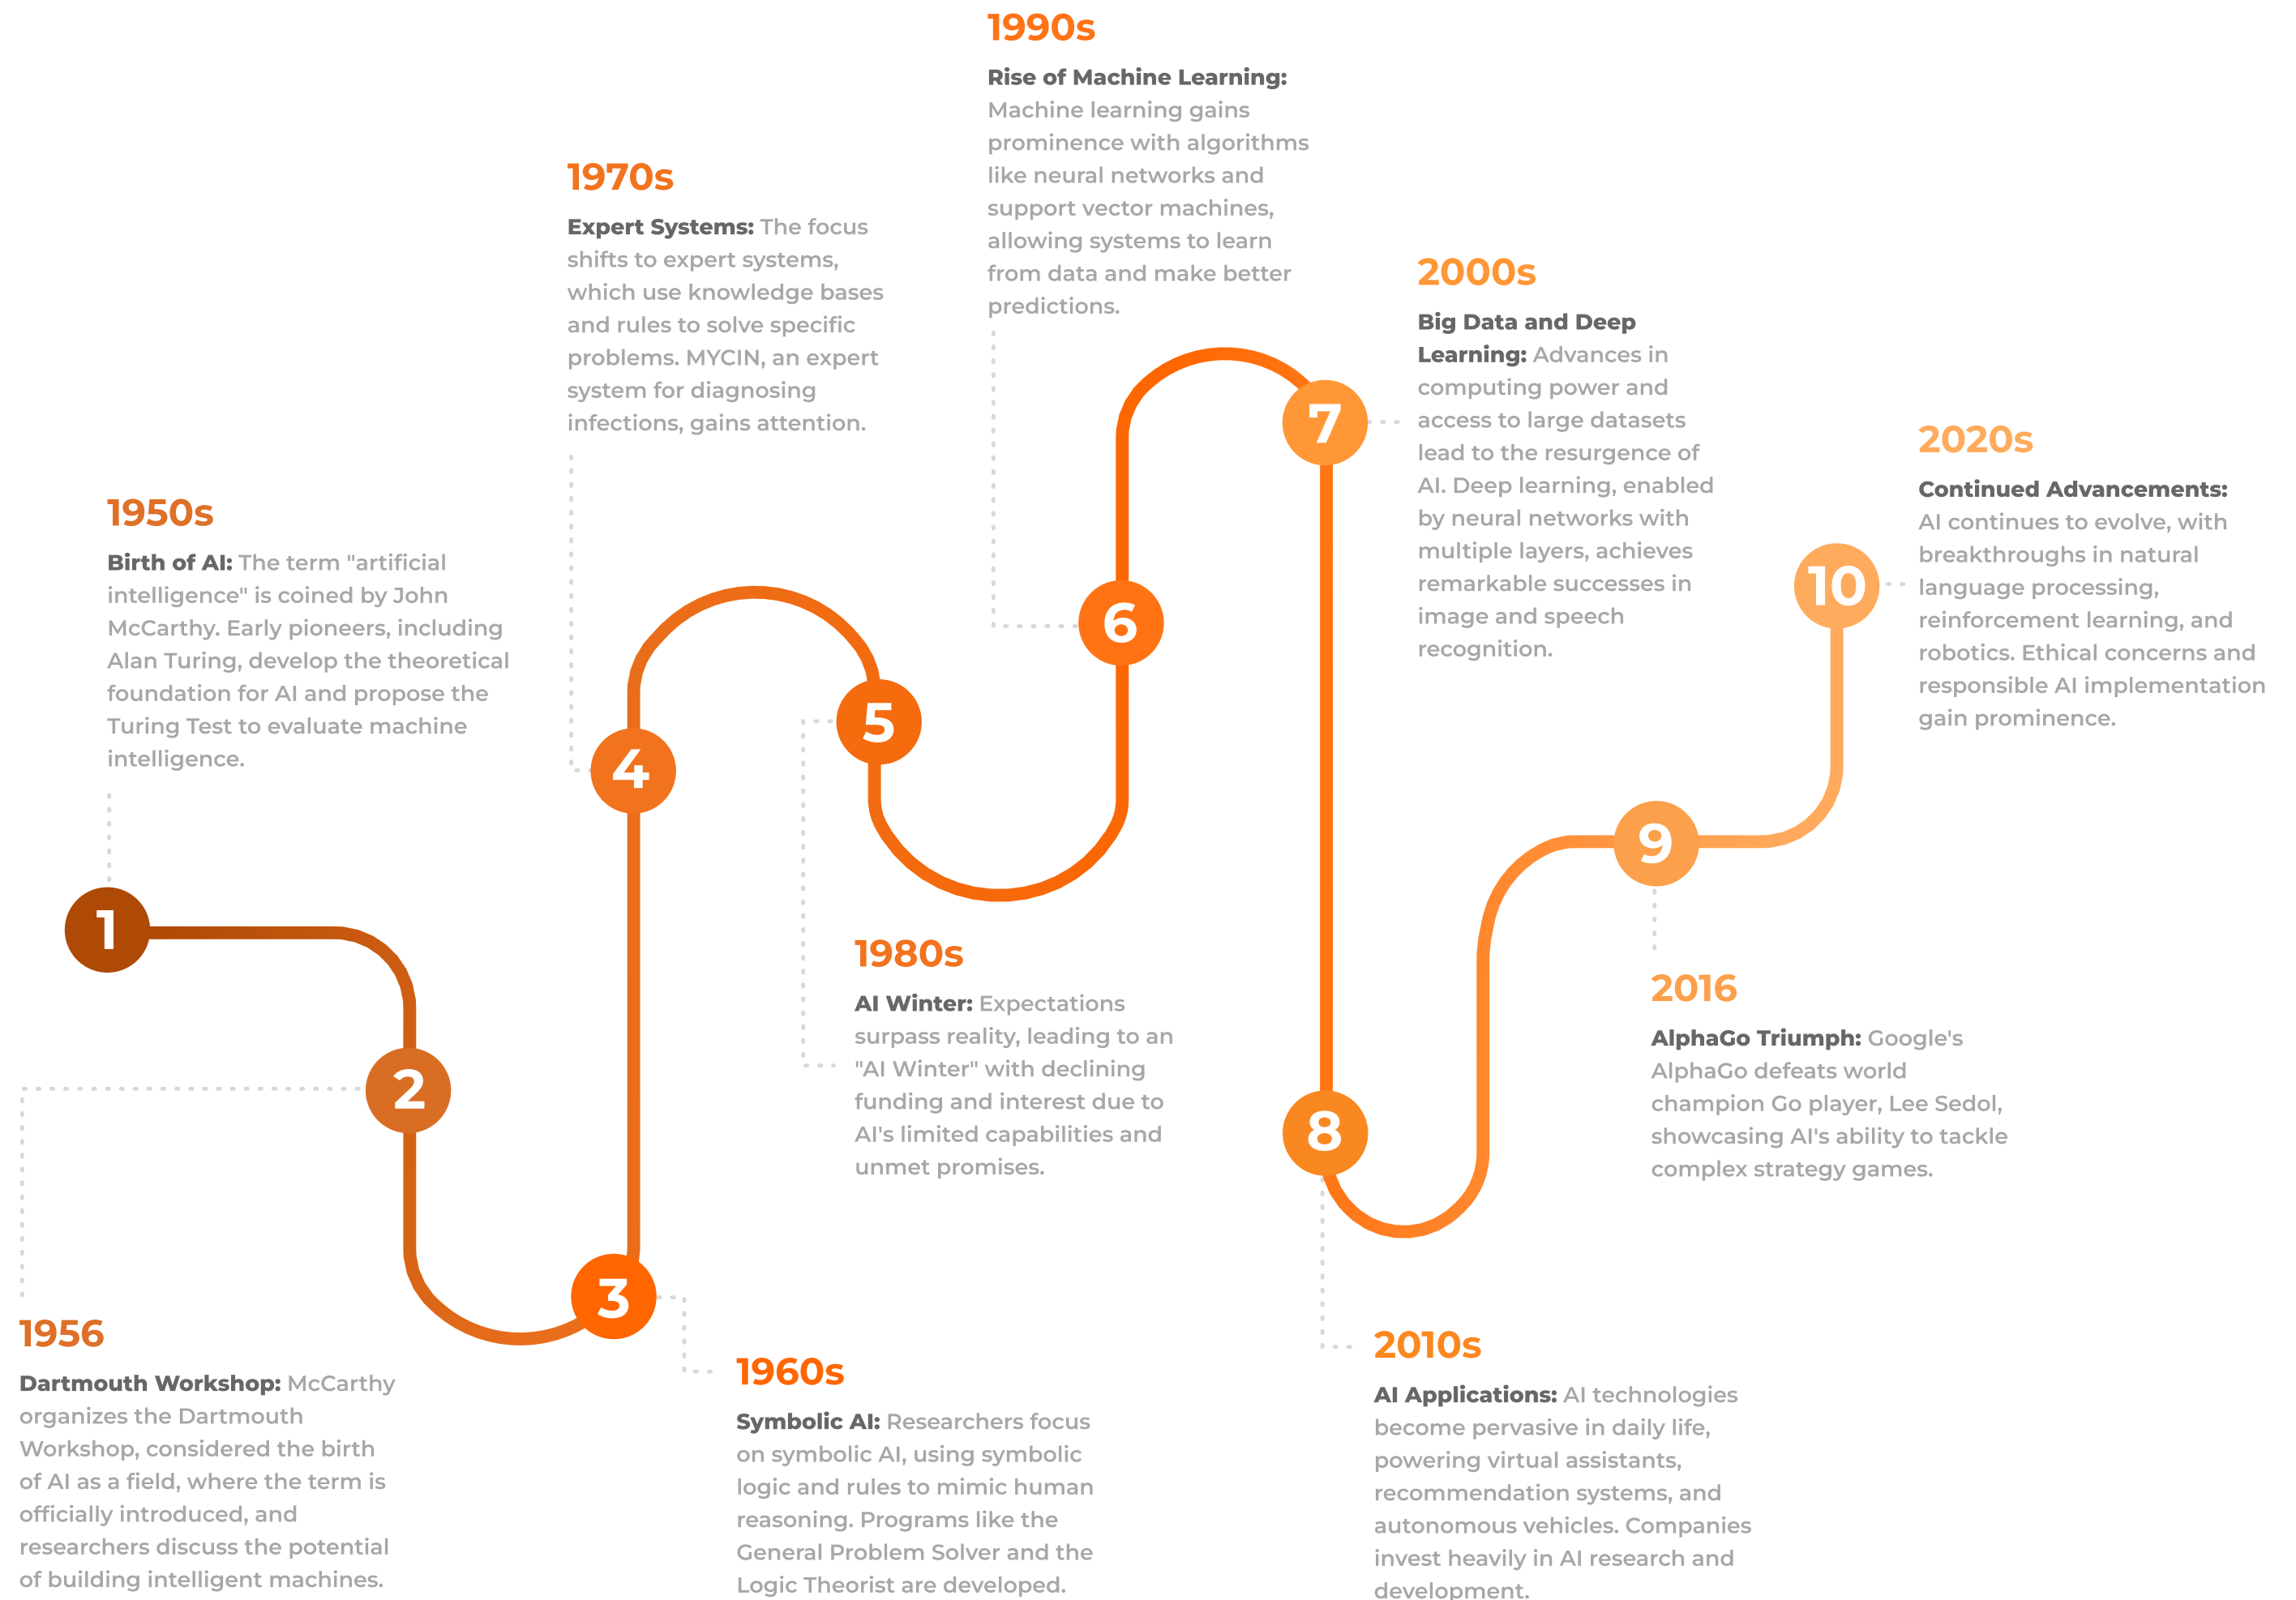 1950s
Birth of AI: The term "artificial
intelligence" is coined by John
McCarthy. Early pioneers, including
Alan Turing, develop the theoretical
foundation for AI and propose the
Turing Test to evaluate machine
intelligence.
1
2
1956
Dartmouth Workshop: McCarthy
organizes the Dartmouth
Workshop, considered the birth
of AI as a field, where the term is
officially introduced, and
researchers discuss the potential
of building intelligent machines.
3
1960s
Symbolic AI: Researchers focus
on symbolic AI, using symbolic
logic and rules to mimic human
reasoning. Programs like the
General Problem Solver and the
Logic Theorist are developed.
1970s
Expert Systems: The focus
shifts to expert systems,
which use knowledge bases
and rules to solve specific
problems. MYCIN, an expert
system for diagnosing
infections, gains attention.
4
5
1980s
AI Winter: Expectations
surpass reality, leading to an
"AI Winter" with declining
funding and interest due to
AI's limited capabilities and
unmet promises.
1990s
Rise of Machine Learning:
Machine learning gains
prominence with algorithms
like neural networks and
support vector machines,
allowing systems to learn
from data and make better
predictions.
6
7
2000s
Big Data and Deep
Learning: Advances in
computing power and
access to large datasets
lead to the resurgence of
AI. Deep learning, enabled
by neural networks with
multiple layers, achieves
remarkable successes in
image and speech
recognition.
8
2010s
AI Applications: AI technologies
become pervasive in daily life,
powering virtual assistants,
recommendation systems, and
autonomous vehicles. Companies
invest heavily in AI research and
development.
9
2016
AlphaGo Triumph: Google's
AlphaGo defeats world
champion Go player, Lee Sedol,
showcasing AI's ability to tackle
complex strategy games.
10
2020s
Continued Advancements:
AI continues to evolve, with
breakthroughs in natural
language processing,
reinforcement learning, and
robotics. Ethical concerns and
responsible AI implementation
gain prominence.